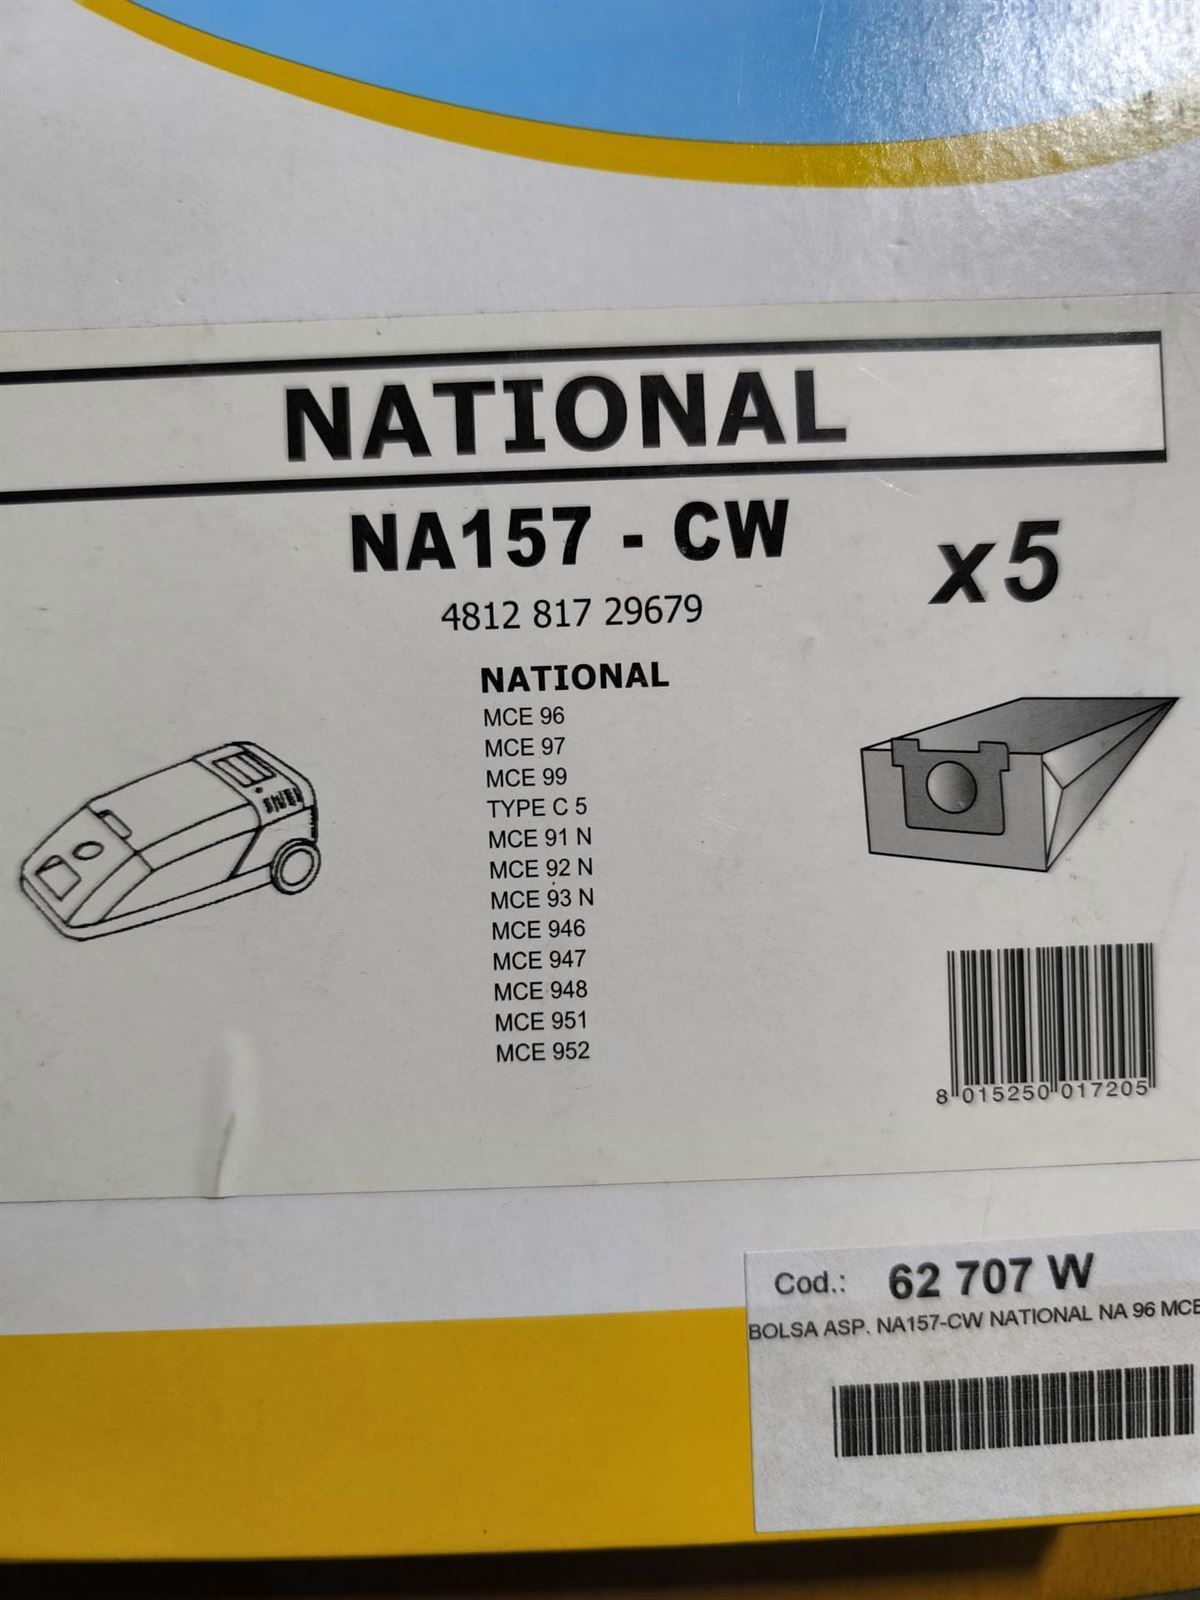 NATIONAL
NA157 - CW
x5
4812 817 29679
NATIONAL
MCE 96
MCE 97
MCE 99
TYPE C 5
MCE 91 N
MCE 92 N
MCE 93 N
MCE 946
MCE 947
MCE 948
MCE 951
MCE 952
8 015250 017205
Cod.: 62 707 W
BOLSA ASP. NA157-CW NATIONAL NA 96 MCE